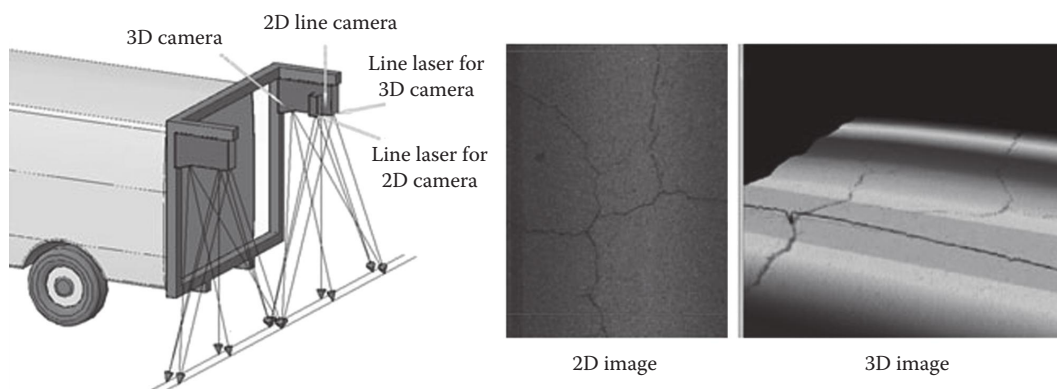 2D line camera
3D camera
Line laser for
3D camera
Line laser for
2D camera
2D image
3D image